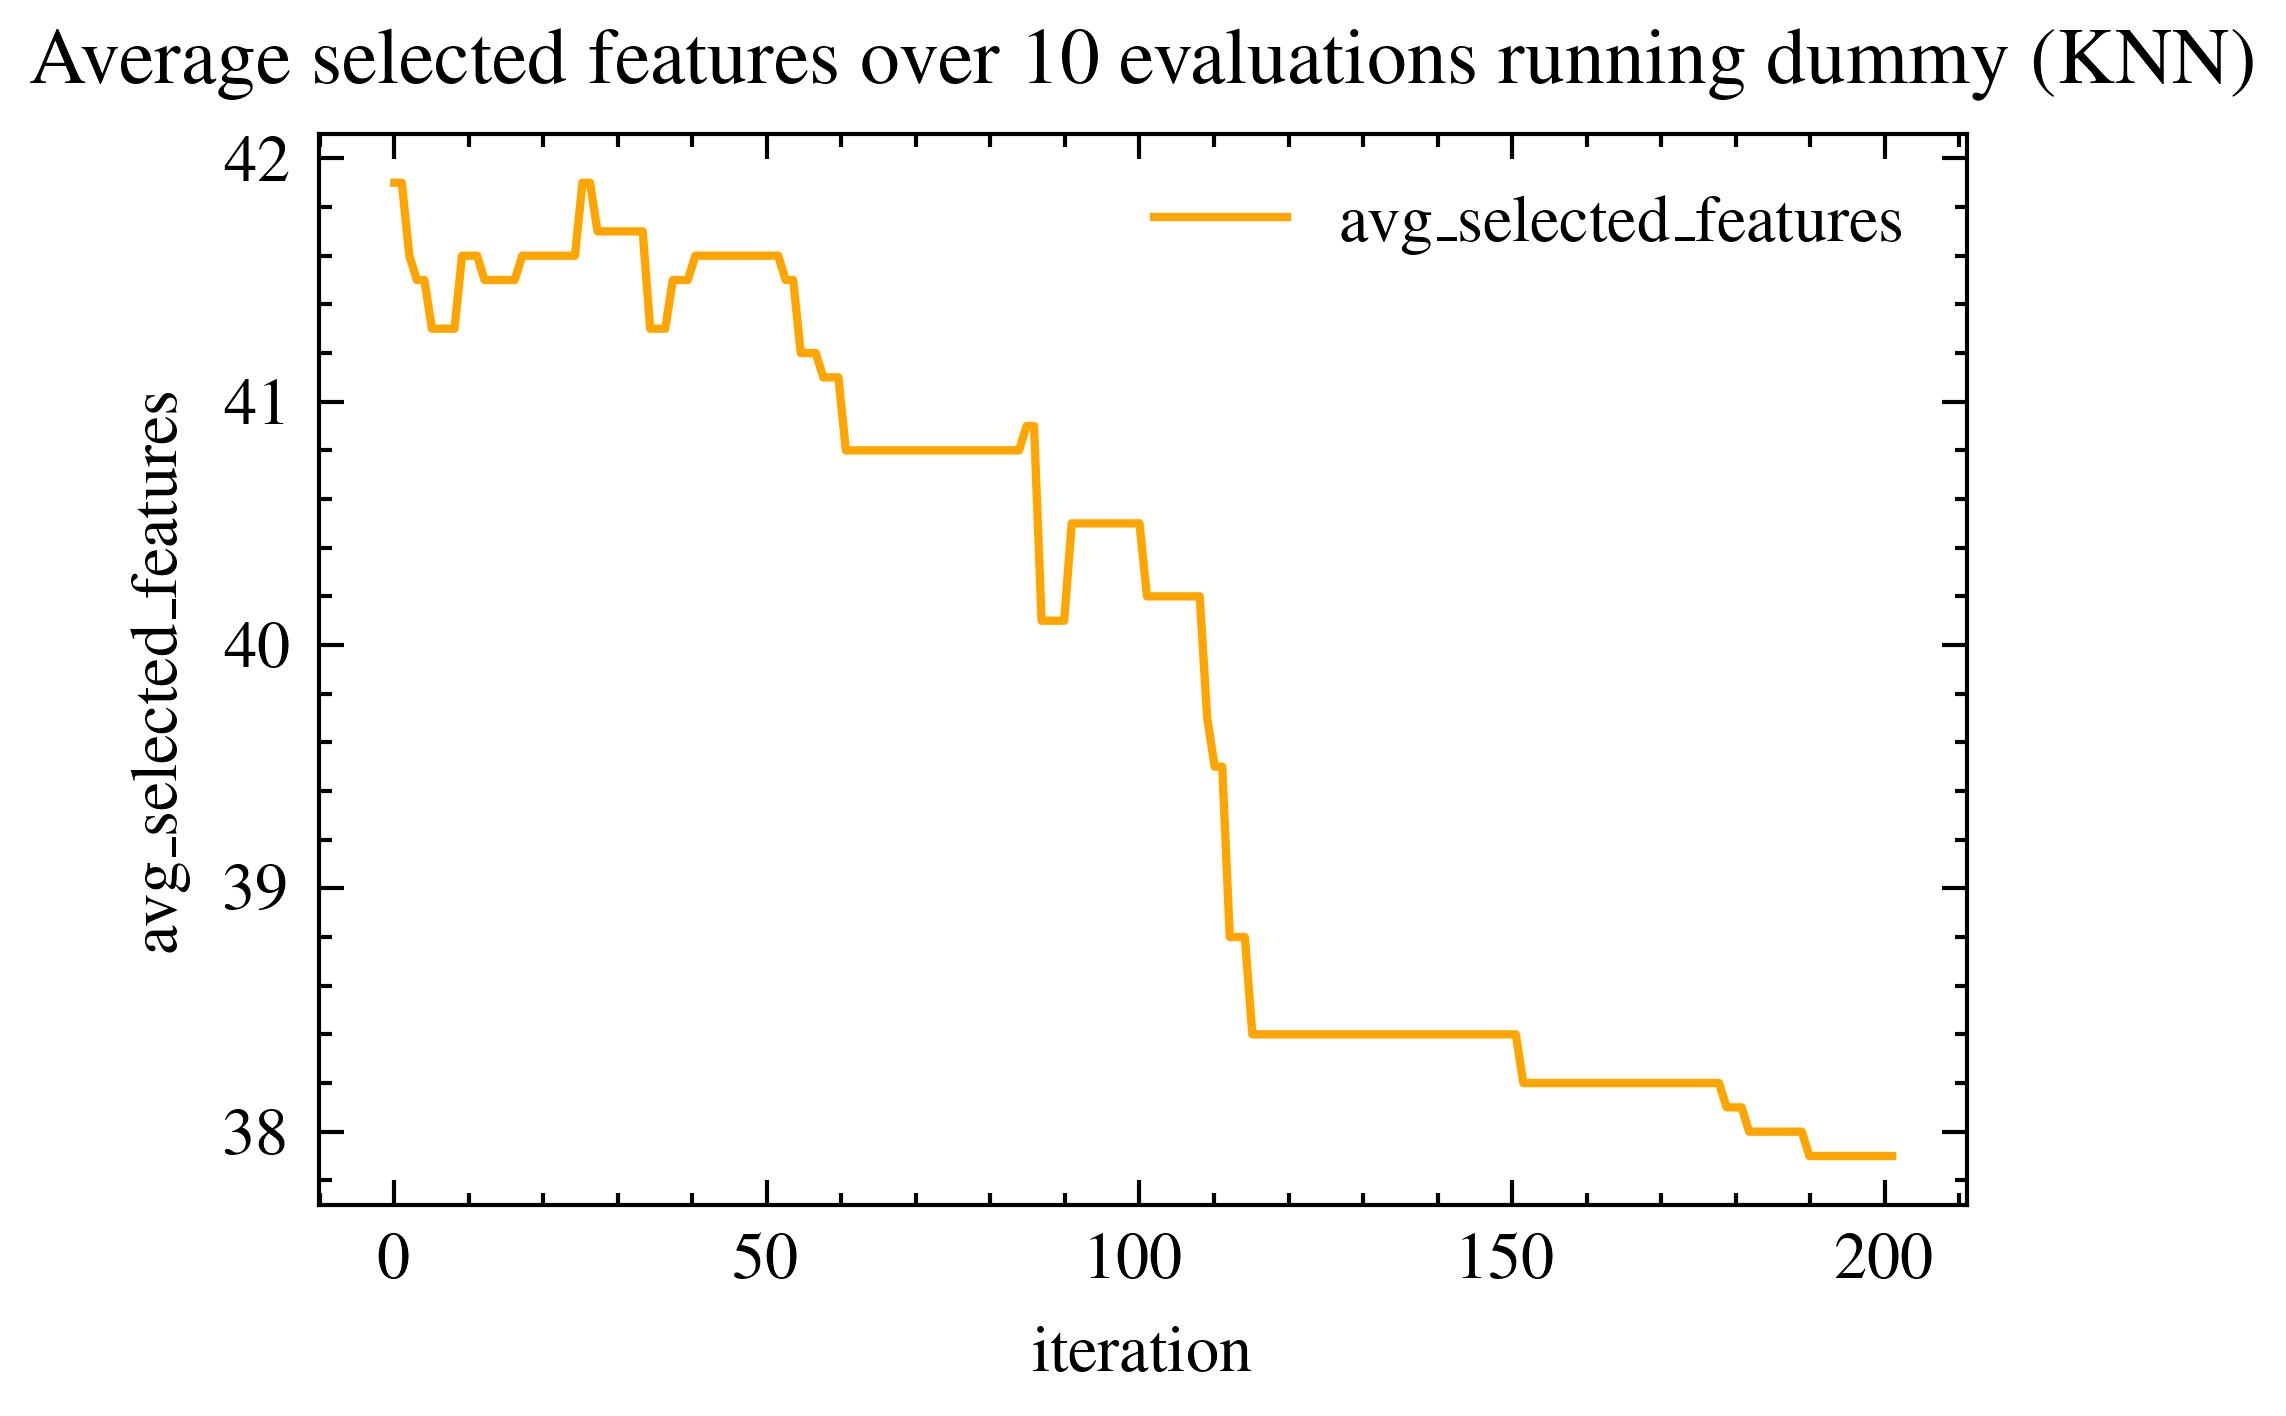 Average selected features over 10 evaluations running dummy (KNN)
avg_selected_features
42
41
40
39
38
avg_selected_features
0 50 100 150 200
iteration